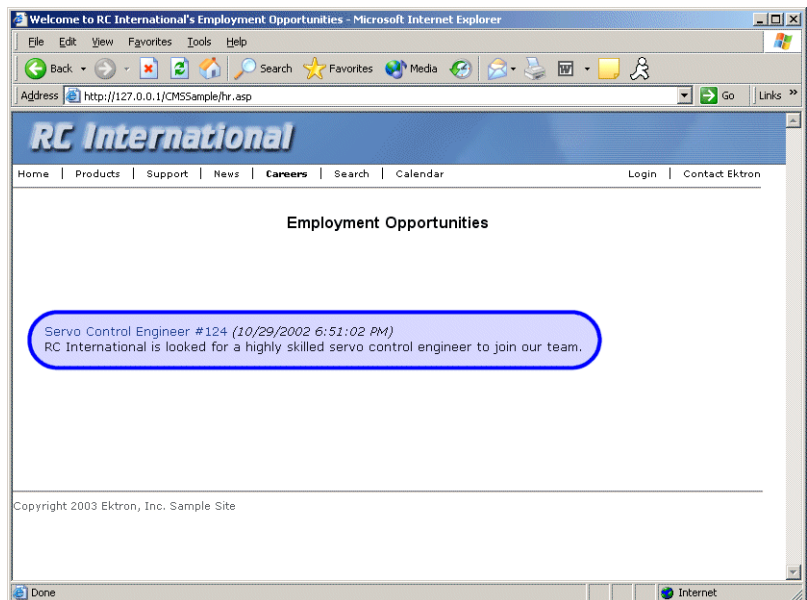 Welcome to RC International's Employment Opportunities - Microsoft Internet Explorer
File Edit View Favorites Tools Help
Back Search Favorites Media
Address http://127.0.0.1/CMSSample/hr.asp Go Links »
RC International
Home | Products | Support | News | Careers | Search | Calendar Login | Contact Ektron
Employment Opportunities
Servo Control Engineer #124 (10/29/2002 6:51:02 PM)
RC International is looked for a highly skilled servo control engineer to join our team.
Copyright 2003 Ektron, Inc. Sample Site
Done Internet